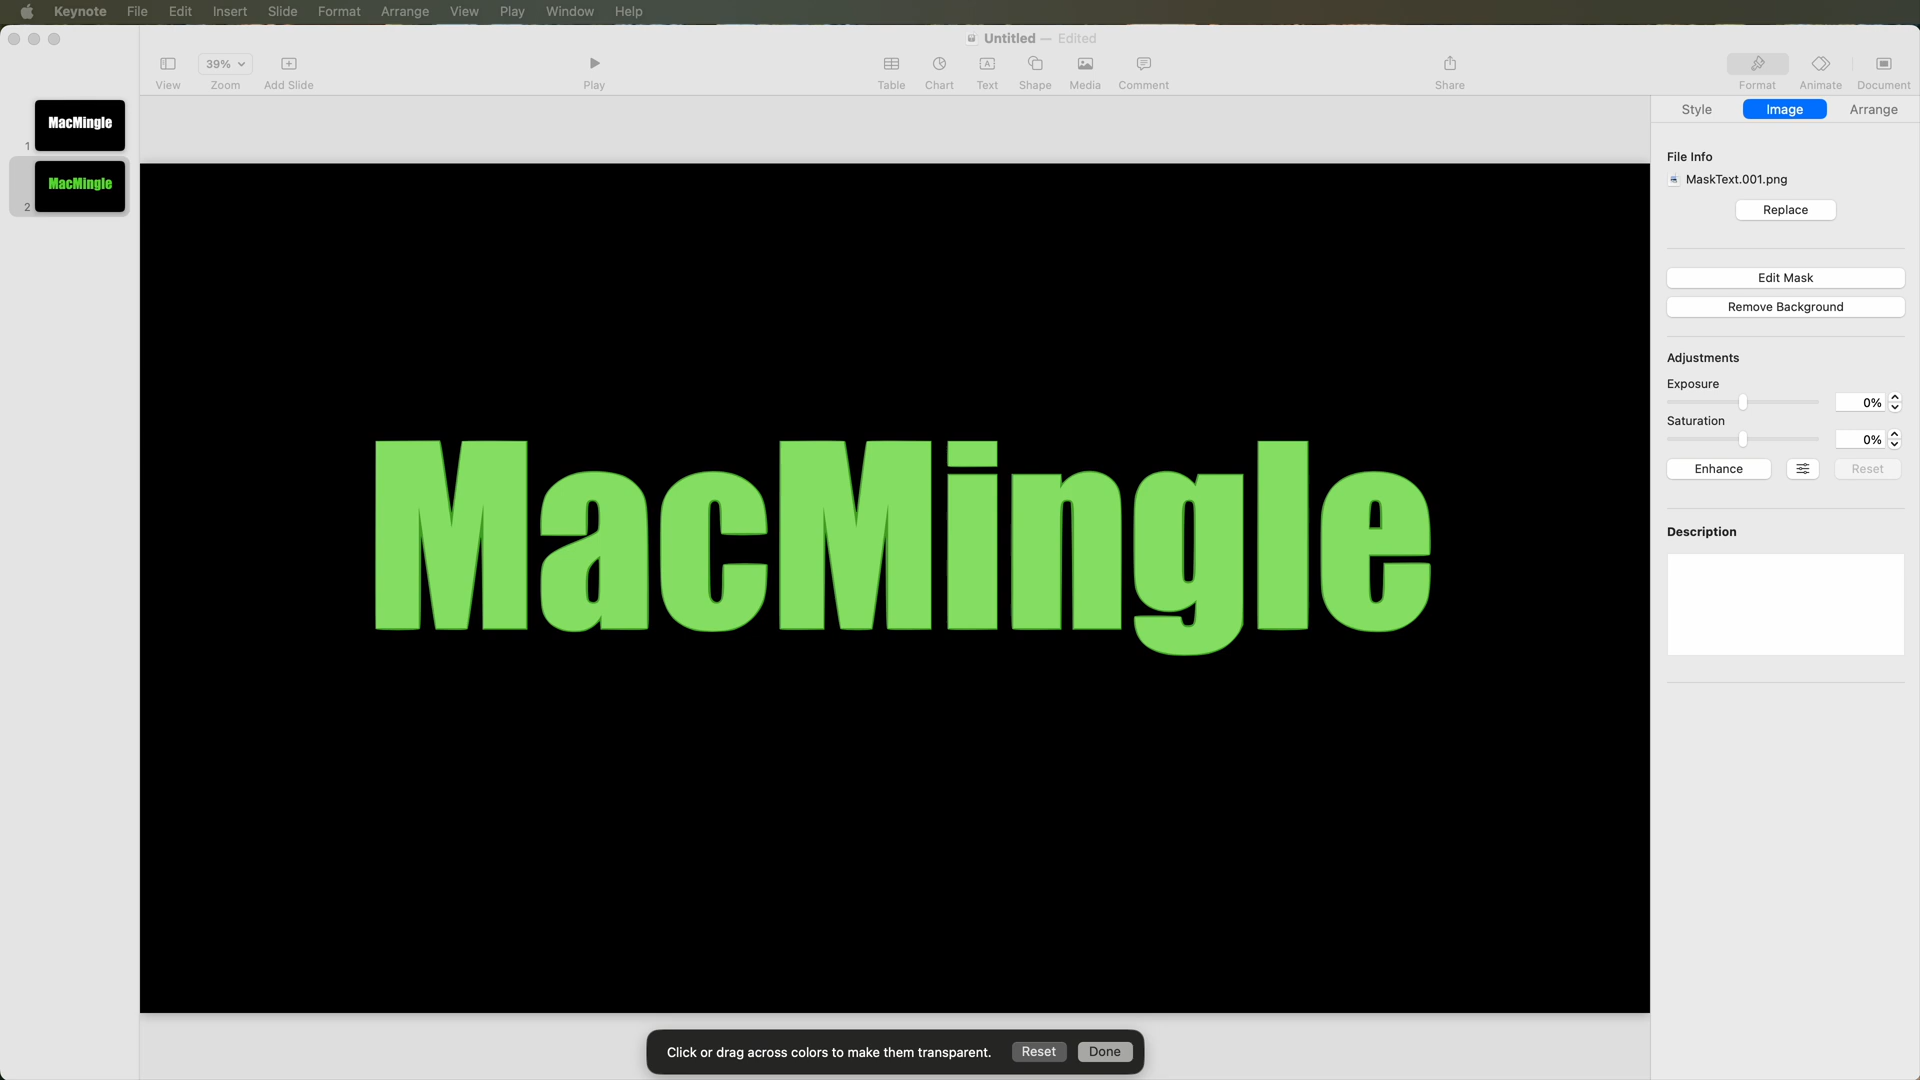 Keynote File Edit Insert Slide Format Arrange View Play Window Help
Untitled — Edited
39%
View Zoom Add Slide Play Table Chart Text Shape Media Comment Share Format Animate Document
Style Image Arrange
MacMingle
1
MacMingle
2
MacMingle
File Info
MaskText.001.png
Replace
Edit Mask
Remove Background
Adjustments
Exposure
0%
Saturation
0%
Enhance Reset
Description
Click or drag across colors to make them transparent. Reset Done